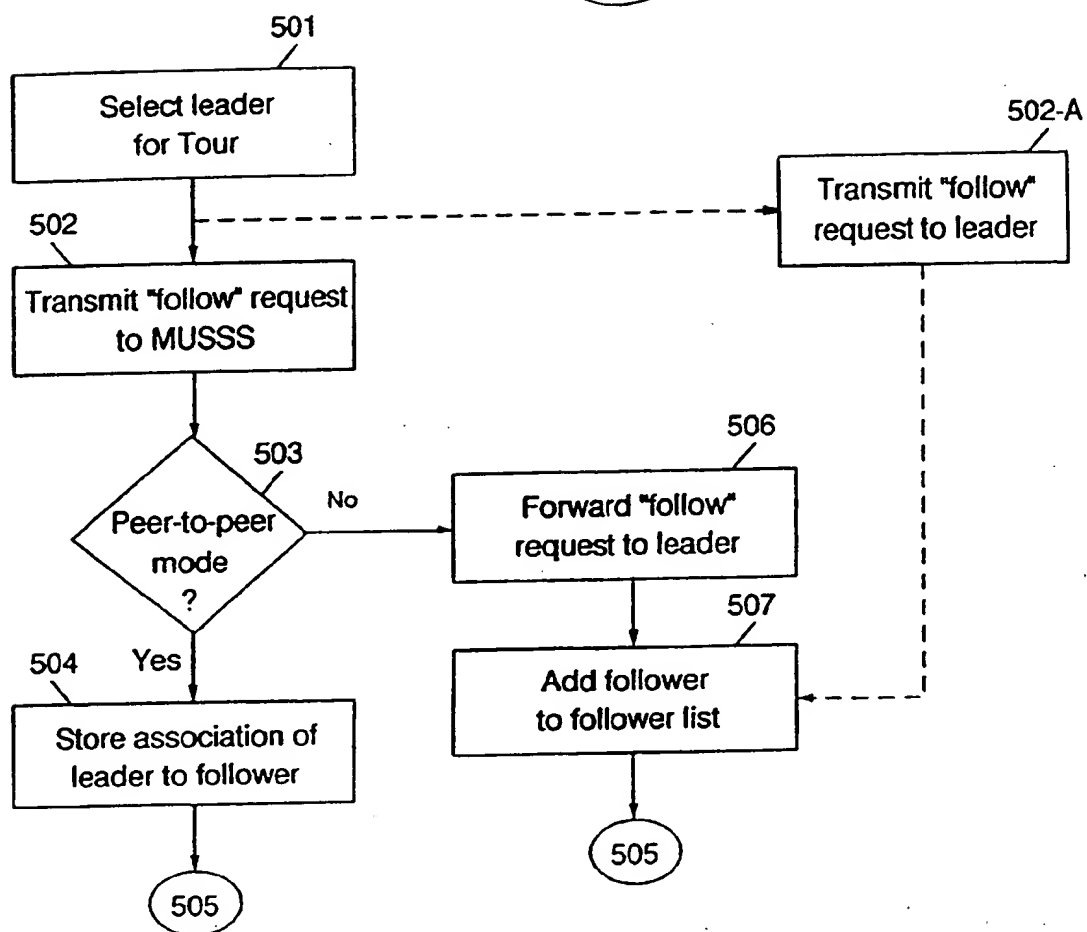 501
Select leader
for Tour
502-A
Transmit "follow"
request to leader
502
Transmit "follow" request
to MUSSS
503
Peer-to-peer
mode
?
No
Yes
506
Forward "follow"
request to leader
507
Add follower
to follower list
504
Store association of
leader to follower
505
505